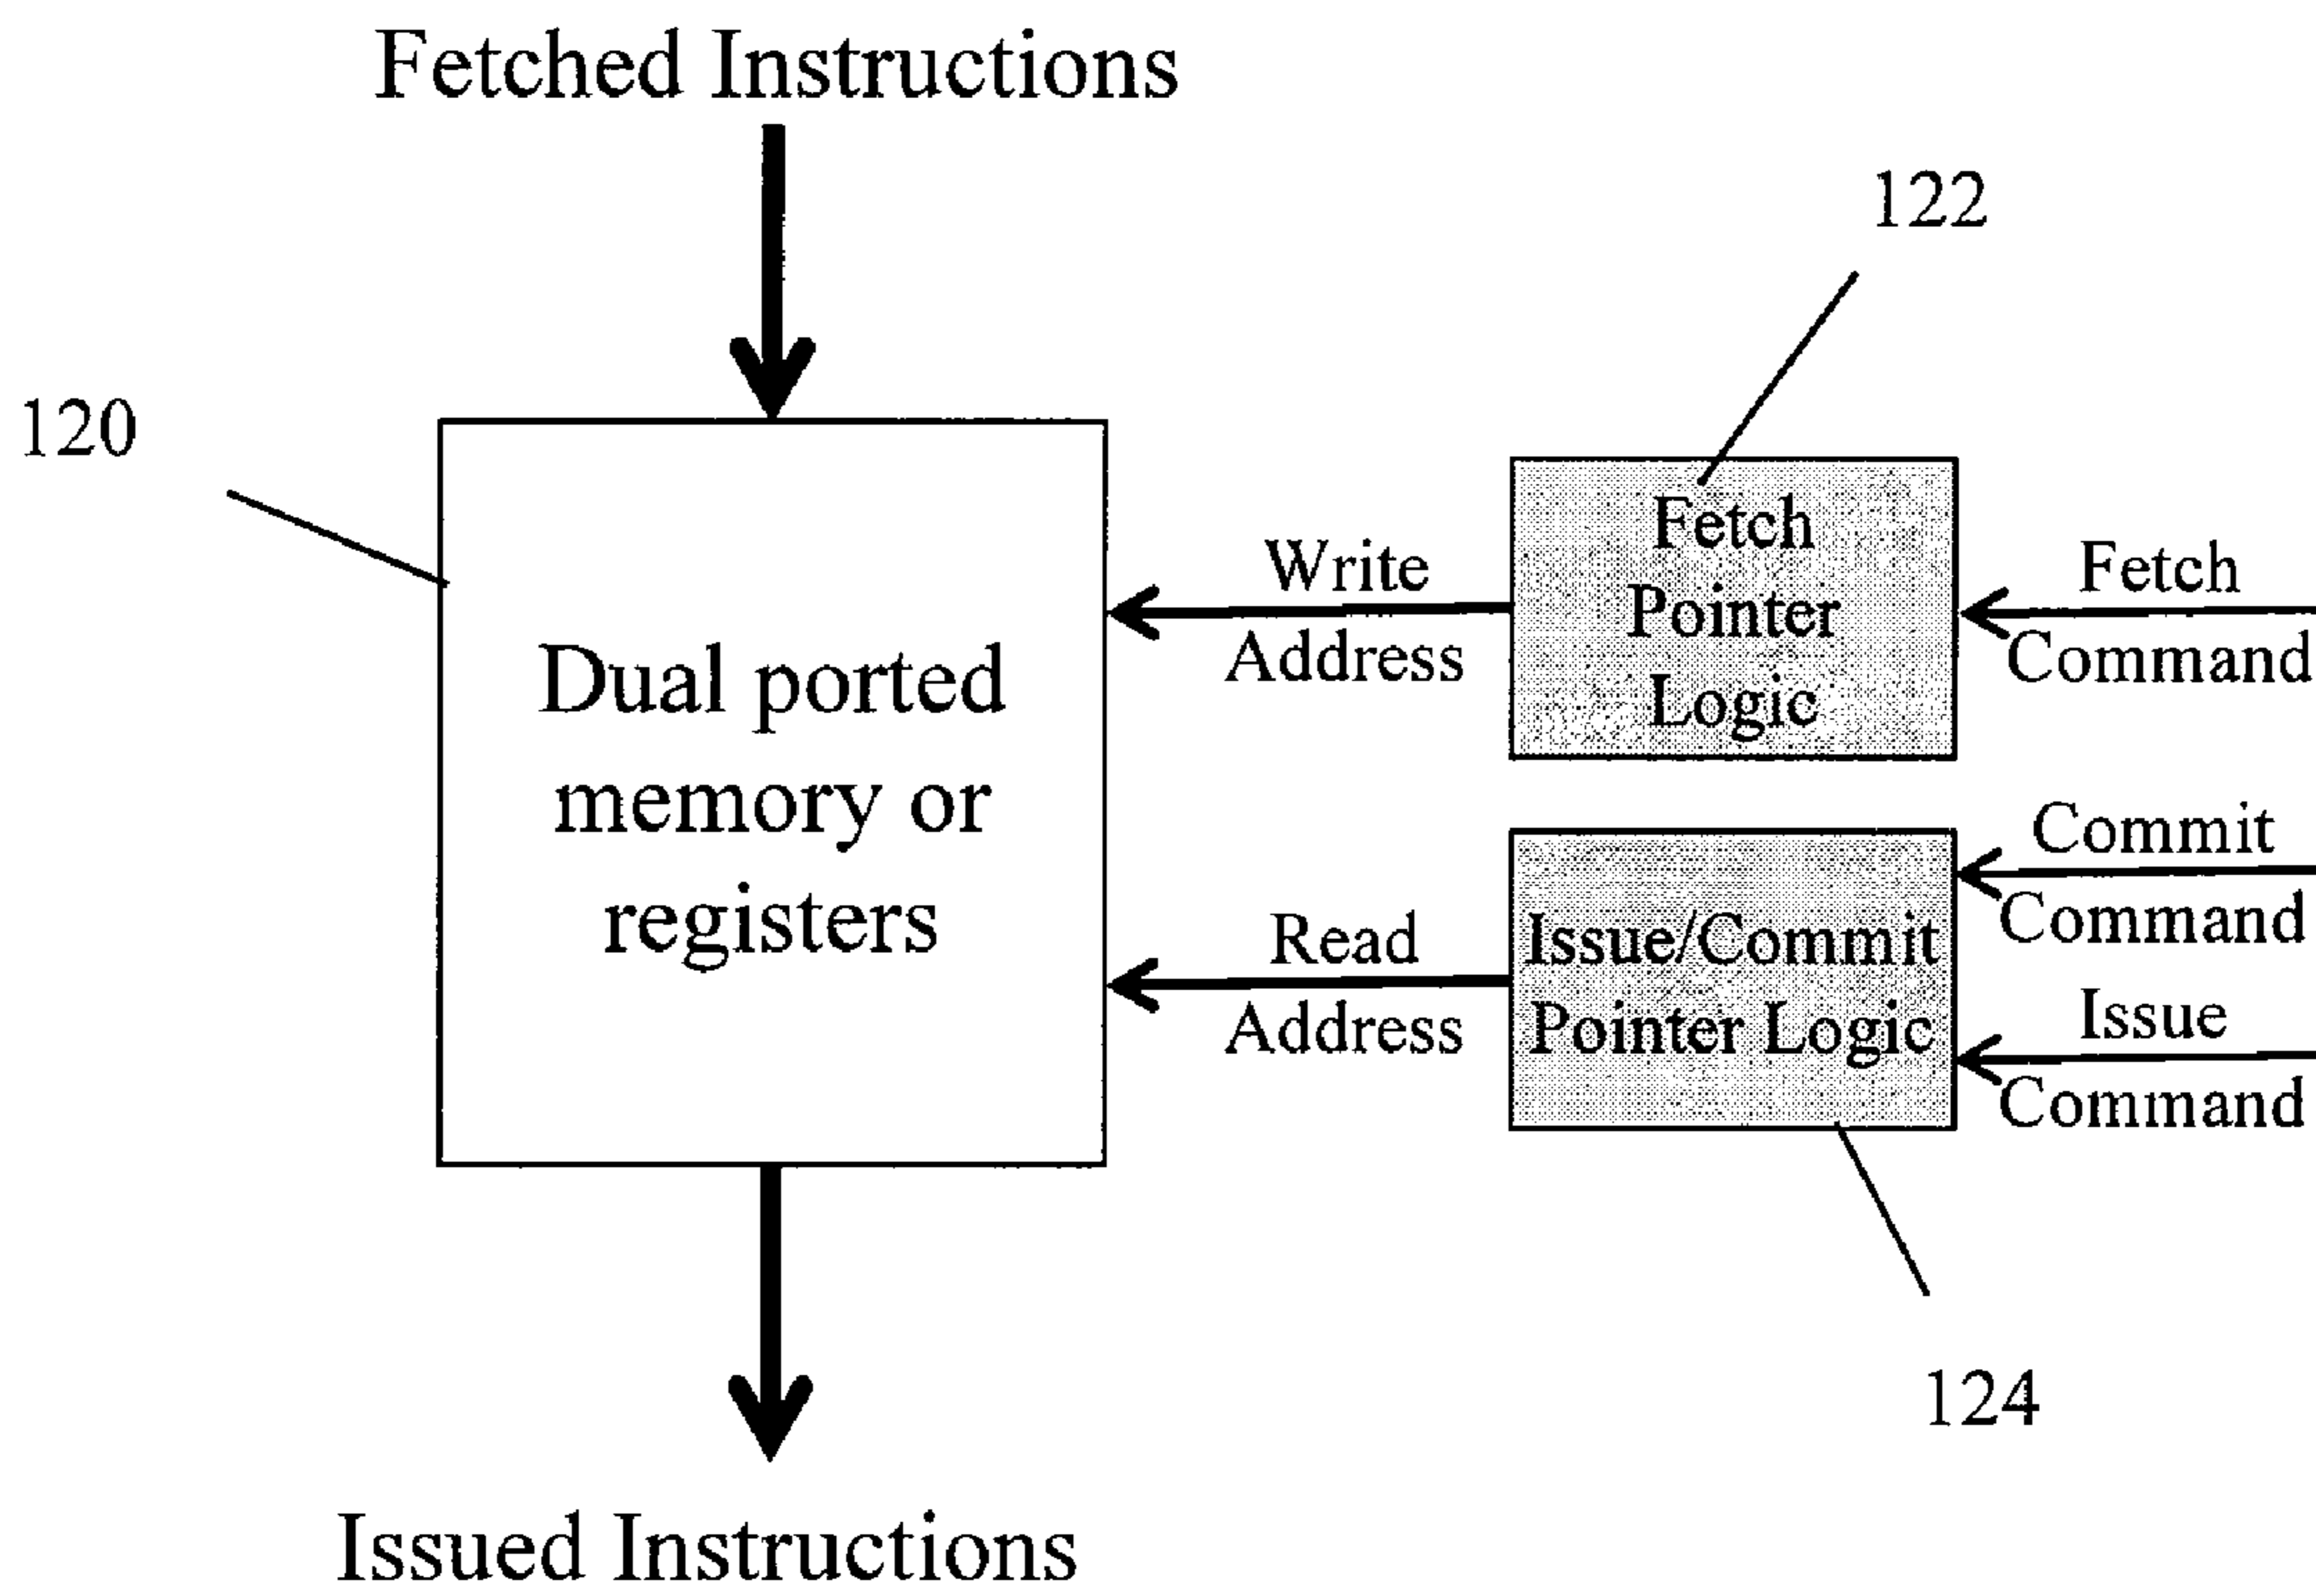 Fetched Instructions
122
120
Fetch
Pointer
Logic
Write
Address
Fetch
Command
Dual ported
memory or
registers
Commit
Command
Issue/Commit
Pointer Logic
Read
Address
Issue
Command
124
Issued Instructions